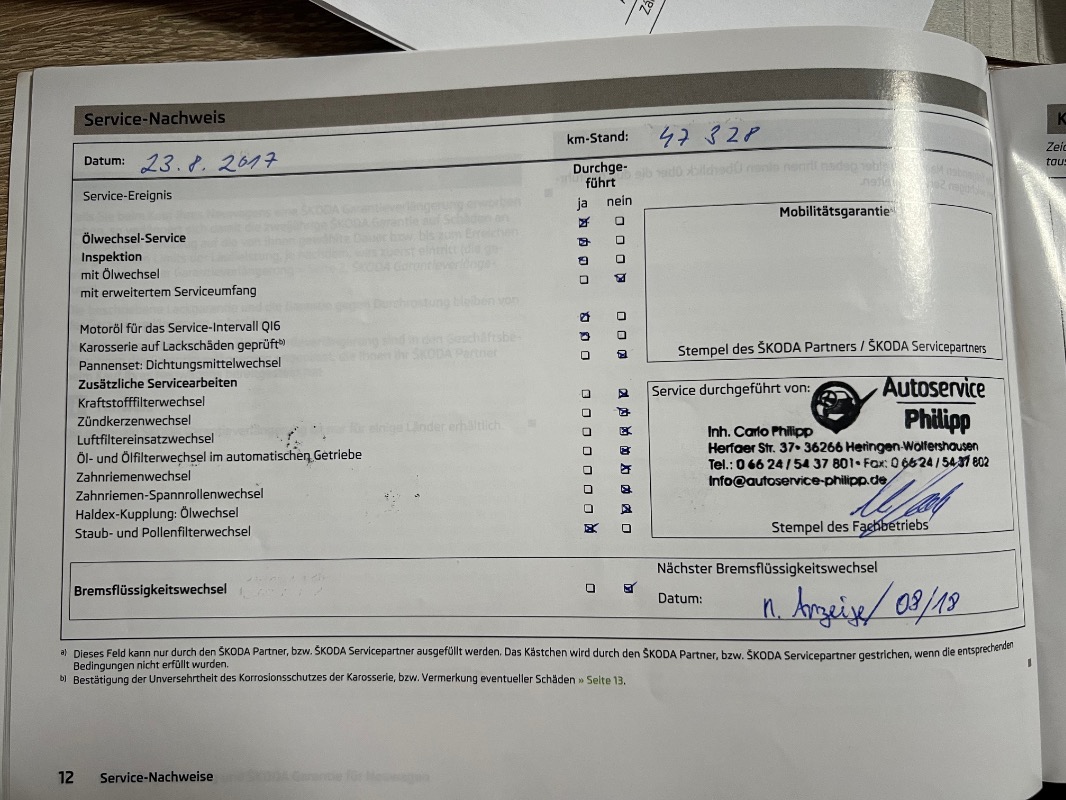 Service-Nachweis
Datum: 23.8.2017
km-Stand: 47 328
Service-Ereignis
Durchge-
führt
ja nein
Ölwechsel-Service
Inspektion
mit Ölwechsel
mit erweitertem Serviceumfang
Motoröl für das Service-Intervall QI6
Karosserie auf Lackschäden geprüft b)
Pannenset: Dichtungsmittelwechsel
Zusätzliche Servicearbeiten
Kraftstofffilterwechsel
Zündkerzenwechsel
Luftfiltereinsatzwechsel
Öl- und Ölfilterwechsel im automatischen Getriebe
Zahnriemenwechsel
Zahnriemen-Spannrollenwechsel
Haldex-Kupplung: Ölwechsel
Staub- und Pollenfilterwechsel
Mobilitätsgarantie a)
Stempel des ŠKODA Partners / ŠKODA Servicepartners
Service durchgeführt von:
Autoservice
Philipp
Inh. Carlo Philipp
Herfaer Str. 37 • 36266 Heringen-Wölfershausen
Tel.: 0 66 24 / 54 37 801 • Fax: 0 66 24 / 54 37 802
Info@autoservice-philipp.de
Stempel des Fachbetriebs
Bremsflüssigkeitswechsel
Nächster Bremsflüssigkeitswechsel
Datum: n. Anzeige / 08/18
a) Dieses Feld kann nur durch den ŠKODA Partner, bzw. ŠKODA Servicepartner ausgefüllt werden. Das Kästchen wird durch den ŠKODA Partner, bzw. ŠKODA Servicepartner gestrichen, wenn die entsprechenden
Bedingungen nicht erfüllt wurden.
b) Bestätigung der Unversehrtheit des Korrosionsschutzes der Karosserie, bzw. Vermerkung eventueller Schäden » Seite 13.
12 Service-Nachweise